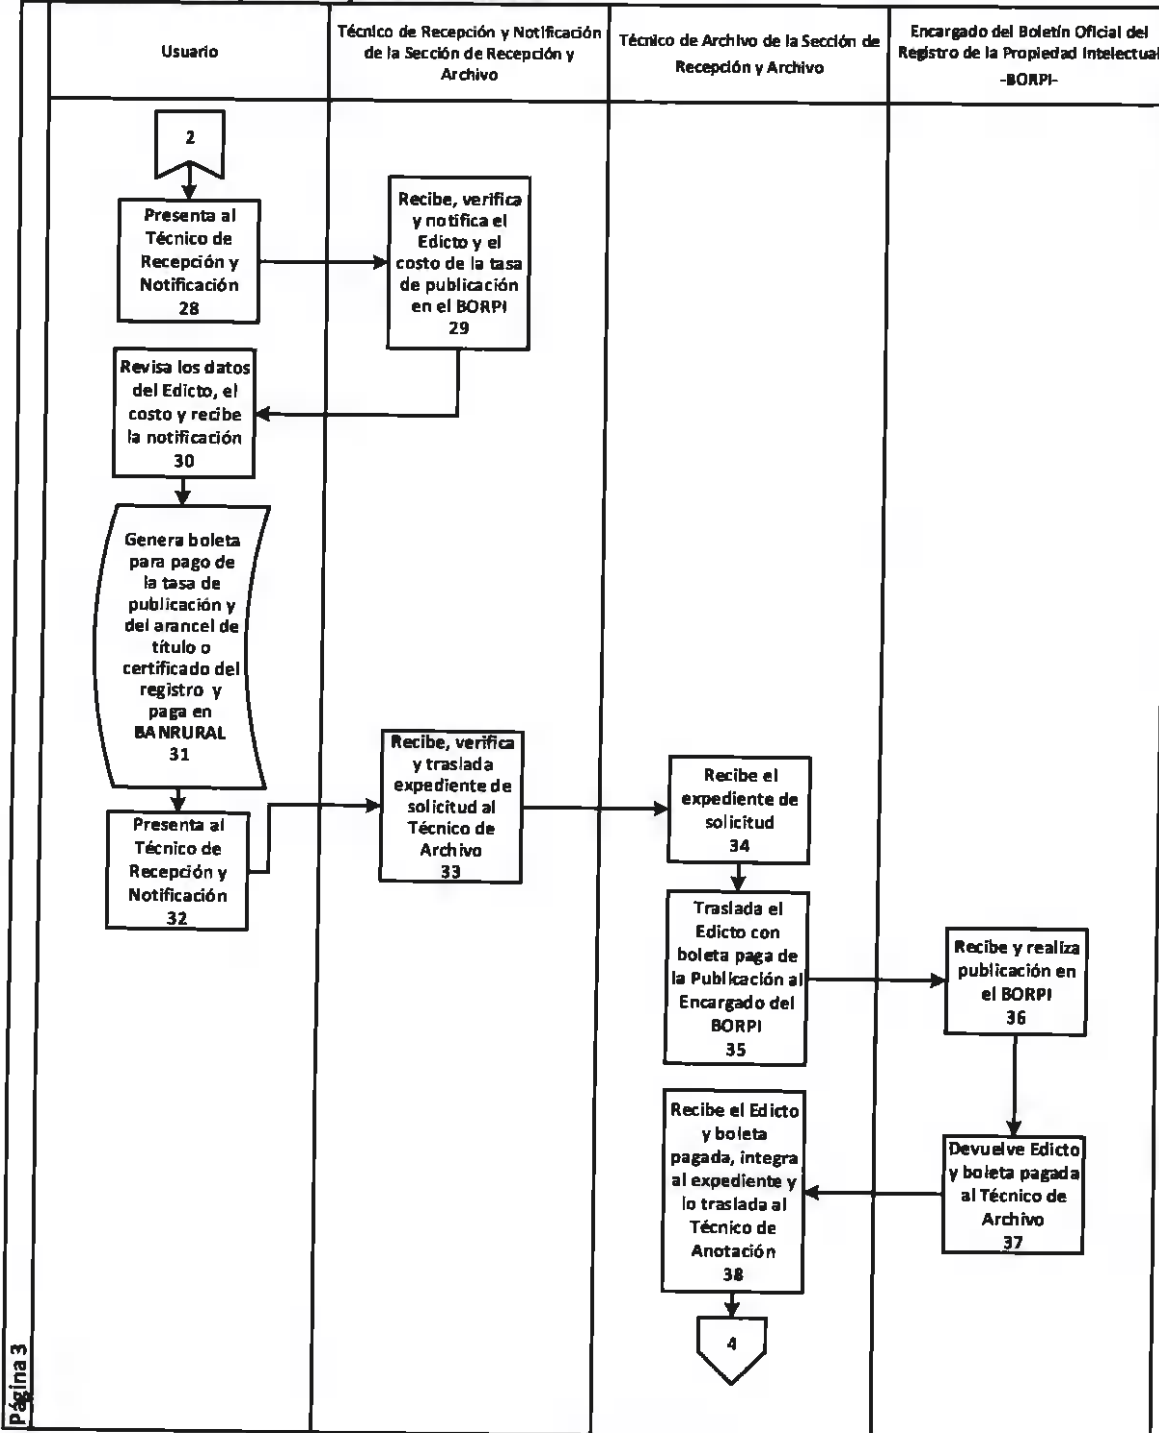 Usuario
Técnico de Recepción y Notificación
de la Sección de Recepción y
Archivo
Técnico de Archivo de la Sección de
Recepción y Archivo
Encargado del Boletín Oficial del
Registro de la Propiedad Intelectual
-BORPI-
2
Presenta al
Técnico de
Recepción y
Notificación
28
Recibe, verifica
y notifica el
Edicto y el
costo de la tasa
de publicación
en el BORPI
29
Revisa los datos
del Edicto, el
costo y recibe
la notificación
30
Genera boleta
para pago de
la tasa de
publicación y
del arancel de
título o
certificado del
registro y
paga en
BANRURAL
31
Presenta al
Técnico de
Recepción y
Notificación
32
Recibe, verifica
y traslada
expediente de
solicitud al
Técnico de
Archivo
33
Recibe el
expediente de
solicitud
34
Traslada el
Edicto con
boleta paga de
la Publicación al
Encargado del
BORPI
35
Recibe y realiza
publicación en
el BORPI
36
Devuelve Edicto
y boleta pagada
al Técnico de
Archivo
37
Recibe el Edicto
y boleta
pagada, integra
al expediente y
lo traslada al
Técnico de
Anotación
38
4
Página 3